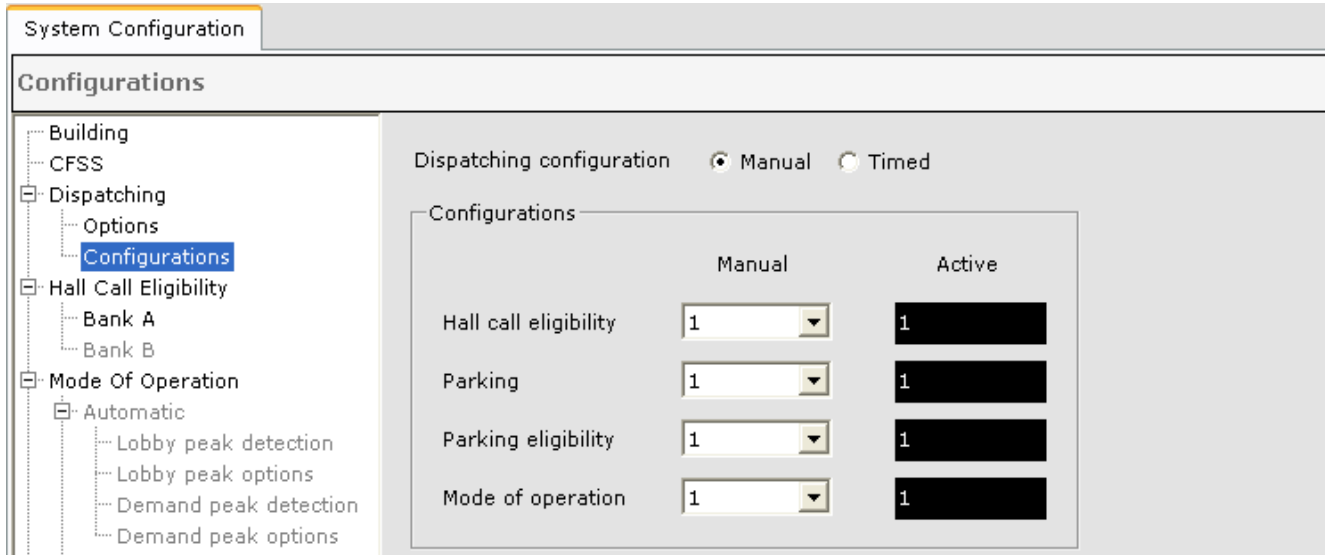 System Configuration
Configurations
Building
CFSS
Dispatching
Options
Configurations
Hall Call Eligibility
Bank A
Bank B
Mode Of Operation
Automatic
Lobby peak detection
Lobby peak options
Demand peak detection
Demand peak options
Dispatching configuration Manual Timed
Configurations
Manual Active
Hall call eligibility 1 1
Parking 1 1
Parking eligibility 1 1
Mode of operation 1 1